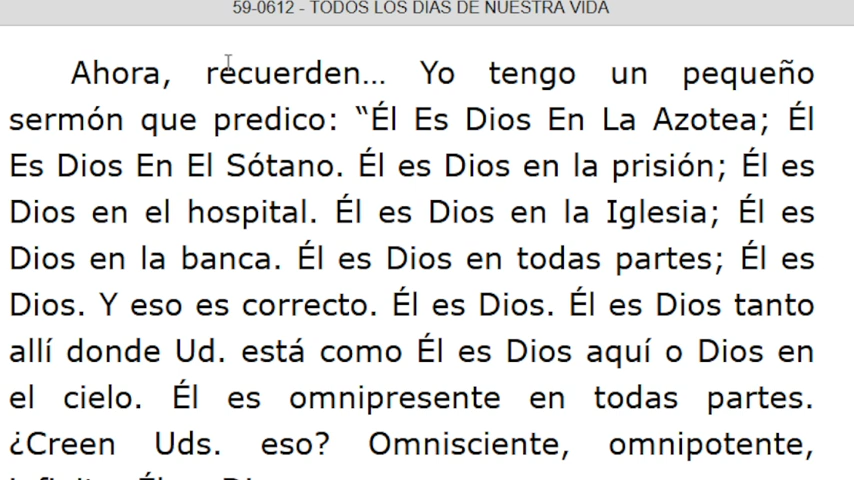 59-0612 - TODOS LOS DIAS DE NUESTRA VIDA
Ahora, recuerden... Yo tengo un pequeño
sermón que predico: “Él Es Dios En La Azotea; Él
Es Dios En El Sótano. Él es Dios en la prisión; Él es
Dios en el hospital. Él es Dios en la Iglesia; Él es
Dios en la banca. Él es Dios en todas partes; Él es
Dios. Y eso es correcto. Él es Dios. Él es Dios tanto
allí donde Ud. está como Él es Dios aquí o Dios en
el cielo. Él es omnipresente en todas partes.
¿Creen Uds. eso? Omnisciente, omnipotente,